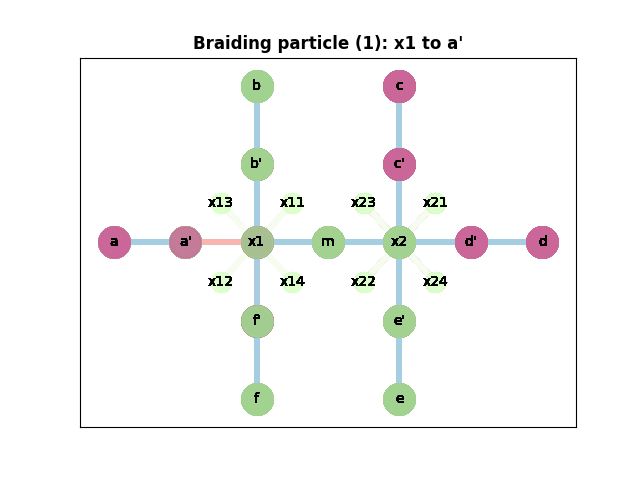 Braiding particle (1): x1 to a'
b
c
b'
c'
x13
x11
x23
x21
a
a'
x1
m
x2
d'
d
x12
x14
x22
x24
f'
e'
f
e